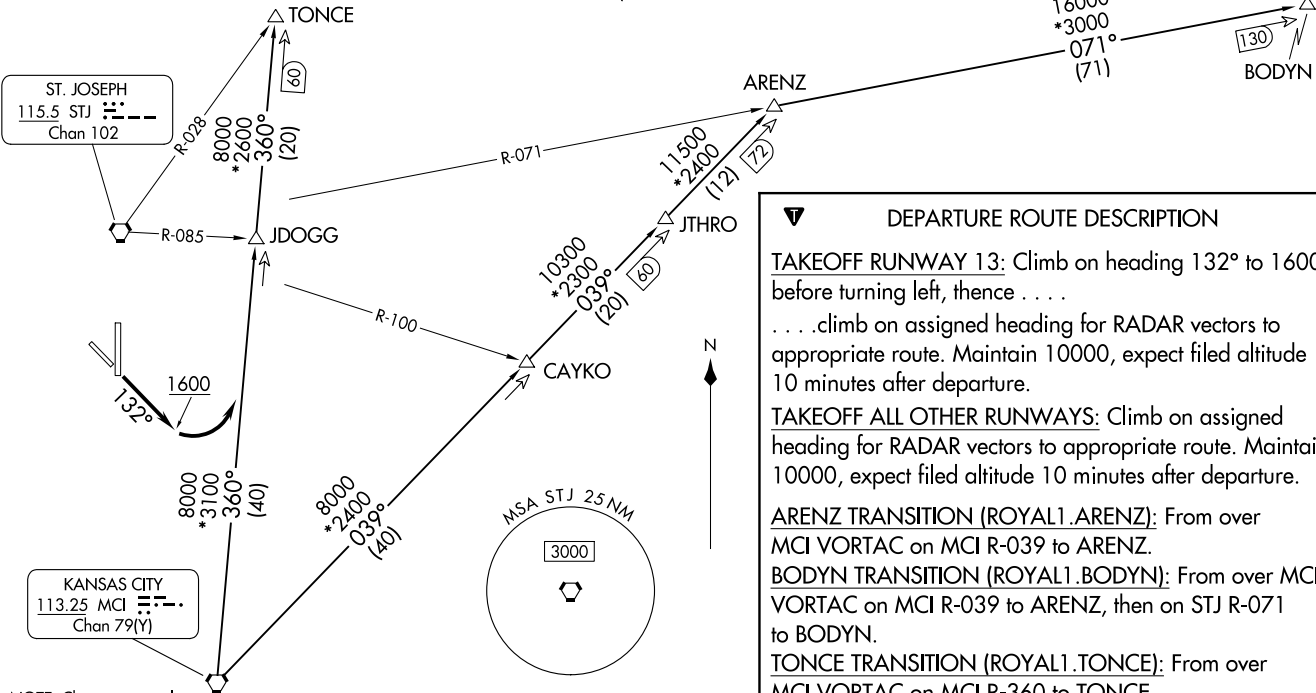 TONCE
16000
*3000
071°
(71)
130
BODYN
ST. JOSEPH
115.5 STJ
Chan 102
R-028
8000
*2600
360°
(20)
60
ARENZ
R-071
11500
*2400
(12)
72
R-085
JDOGG
JTHRO
10300
*2300
039°
(20)
60
R-100
CAYKO
N
1600
132°
8000
*3100
360°
(40)
8000
*2400
039°
(40)
MSA STJ 25 NM
3000
KANSAS CITY
113.25 MCI
Chan 79(Y)
T
DEPARTURE ROUTE DESCRIPTION
TAKEOFF RUNWAY 13: Climb on heading 132° to 1600
before turning left, thence . . . .
. . . .climb on assigned heading for RADAR vectors to
appropriate route. Maintain 10000, expect filed altitude
10 minutes after departure.
TAKEOFF ALL OTHER RUNWAYS: Climb on assigned
heading for RADAR vectors to appropriate route. Maintain
10000, expect filed altitude 10 minutes after departure.
ARENZ TRANSITION (ROYAL1.ARENZ): From over
MCI VORTAC on MCI R-039 to ARENZ.
BODYN TRANSITION (ROYAL1.BODYN): From over MCI
VORTAC on MCI R-039 to ARENZ, then on STJ R-071
to BODYN.
TONCE TRANSITION (ROYAL1.TONCE): From over
MCI VORTAC on MCI R-360 to TONCE.